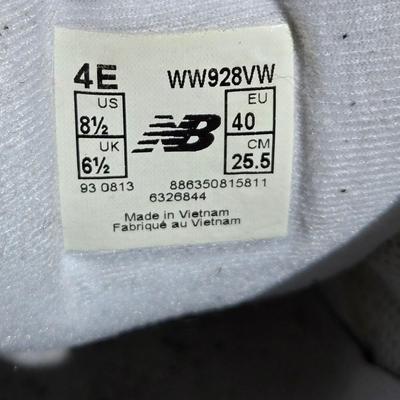 4E WW928VW
US 8½ NB EU 40
UK 6½ CM 25.5
93 0813 886350815811
6326844
Made in Vietnam
Fabriqué au Vietnam